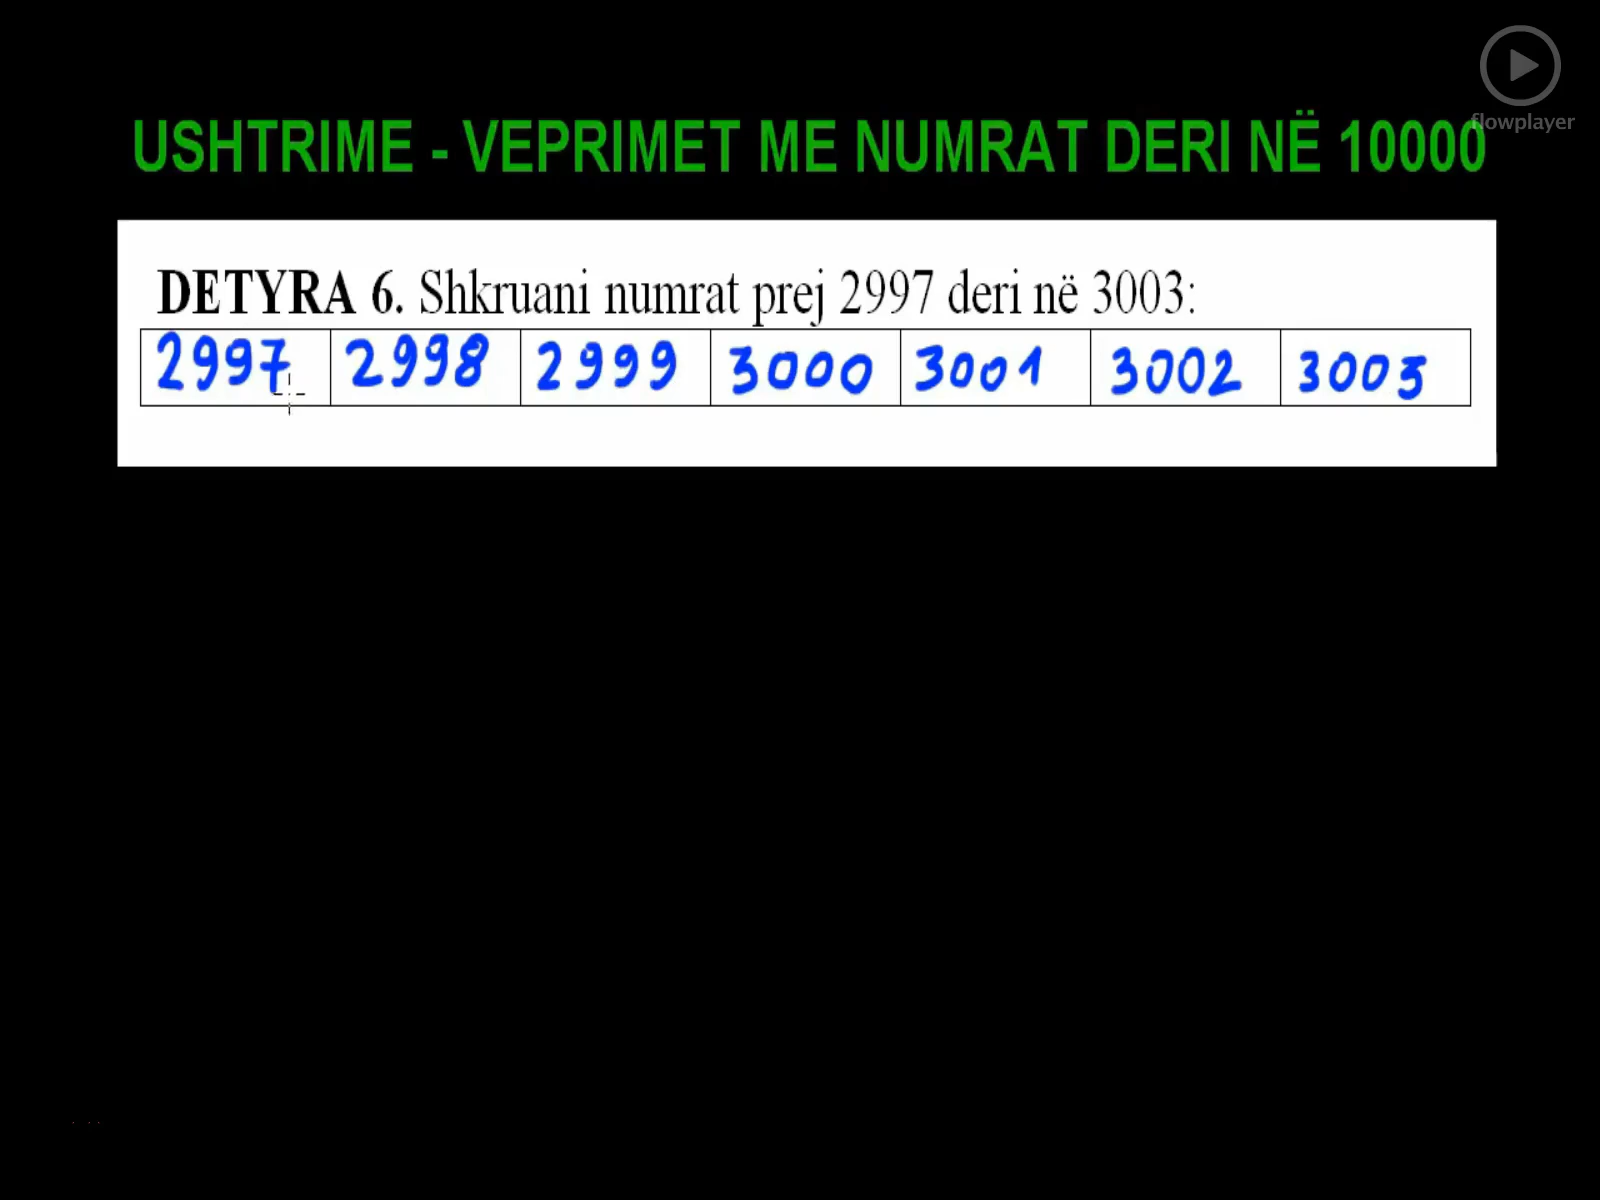 flowplayer
USHTRIME - VEPRIMET ME NUMRAT DERI NË 10000
DETYRA 6. Shkruani numrat prej 2997 deri në 3003:
2997 2998 2999 3000 3001 3002 3003